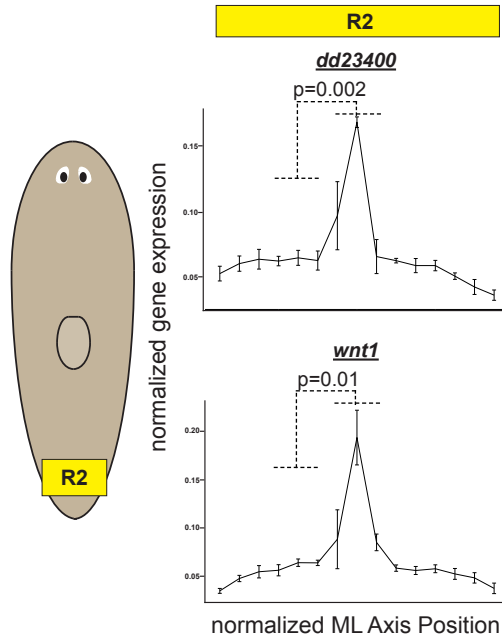 R2
dd23400
p=0.002
0.15
0.10
0.05
normalized gene expression
wnt1
p=0.01
0.20
0.15
0.10
0.05
R2
normalized ML Axis Position